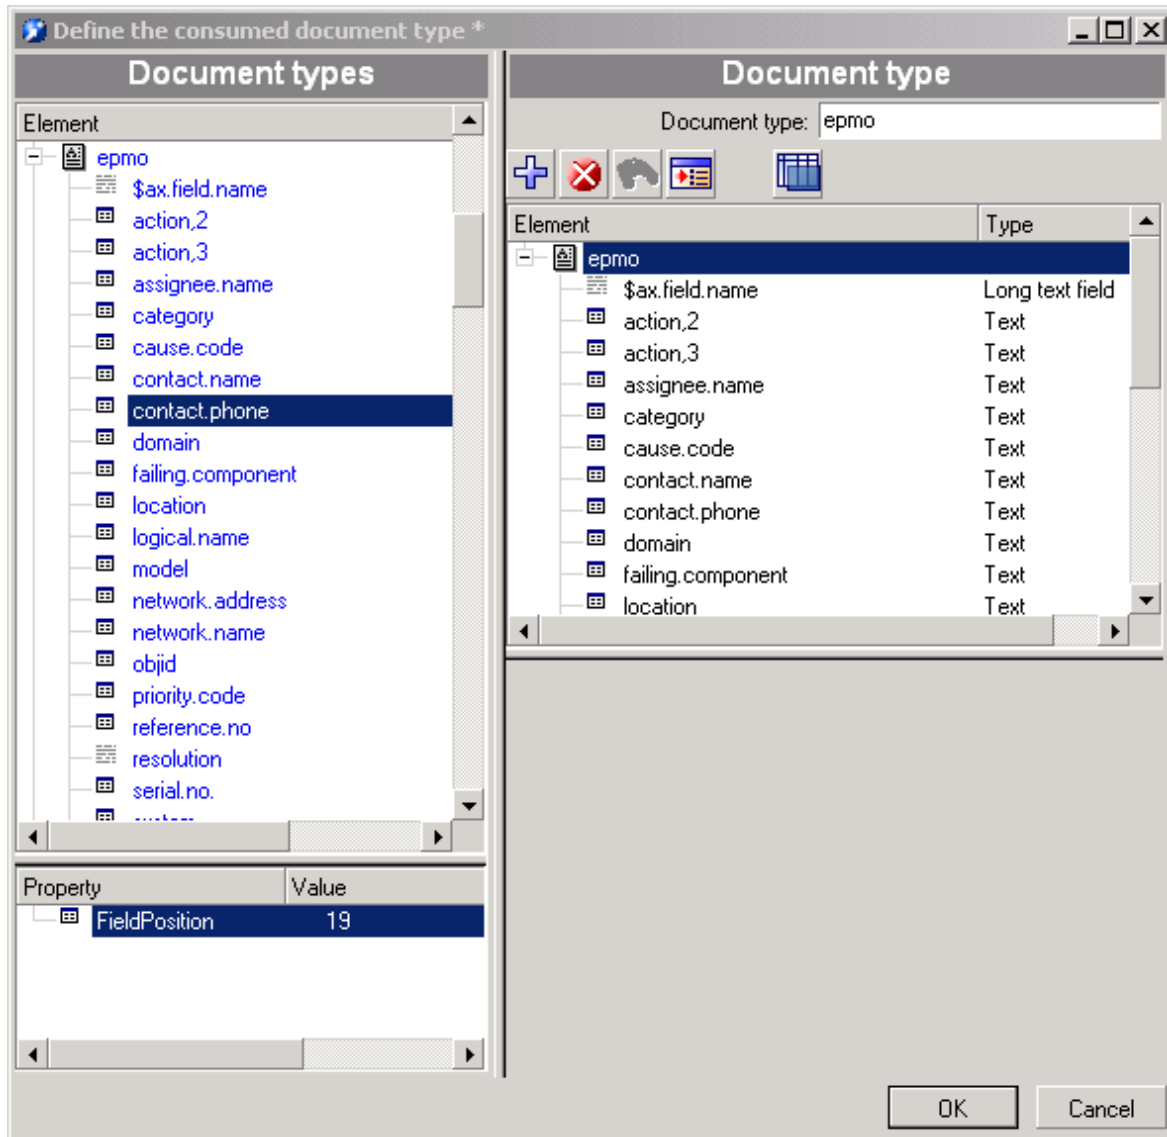 Define the consumed document type *
Document types
Element
epmo
$ax.field.name
action,2
action,3
assignee.name
category
cause.code
contact.name
contact.phone
domain
failing.component
location
logical.name
model
network.address
network.name
objid
priority.code
reference.no
resolution
serial.no.
Property Value
FieldPosition 19
Document type
Document type: epmo
Element Type
epmo
$ax.field.name Long text field
action,2 Text
action,3 Text
assignee.name Text
category Text
cause.code Text
contact.name Text
contact.phone Text
domain Text
failing.component Text
location Text
OK Cancel